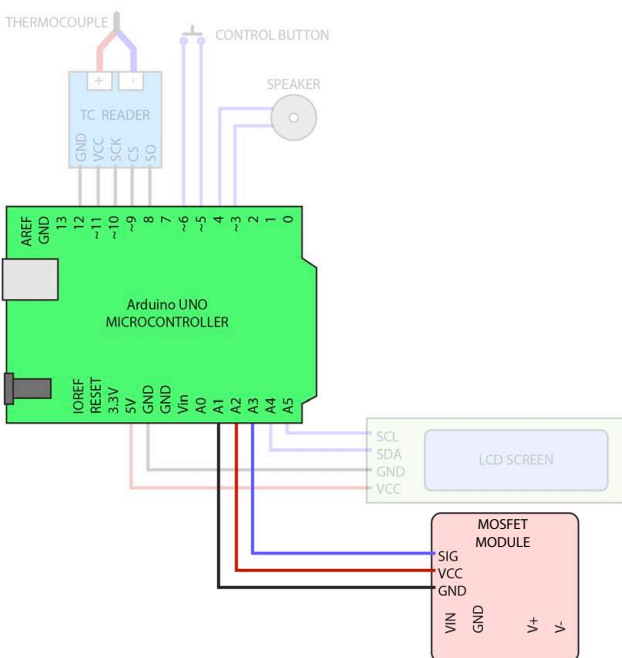 THERMOCOUPLE
CONTROL BUTTON
SPEAKER
+ -
TC READER
GND
VCC
SCK
CS
SO
AREF
GND
13
12
~11
~10
~9
8
7
~6
~5
4
~3
2
1
0
Arduino UNO
MICROCONTROLLER
IOREF
RESET
3.3V
5V
GND
GND
Vin
A0
A1
A2
A3
A4
A5
SCL
SDA
GND
VCC
LCD SCREEN
MOSFET
MODULE
SIG
VCC
GND
VIN
GND
V+
V-